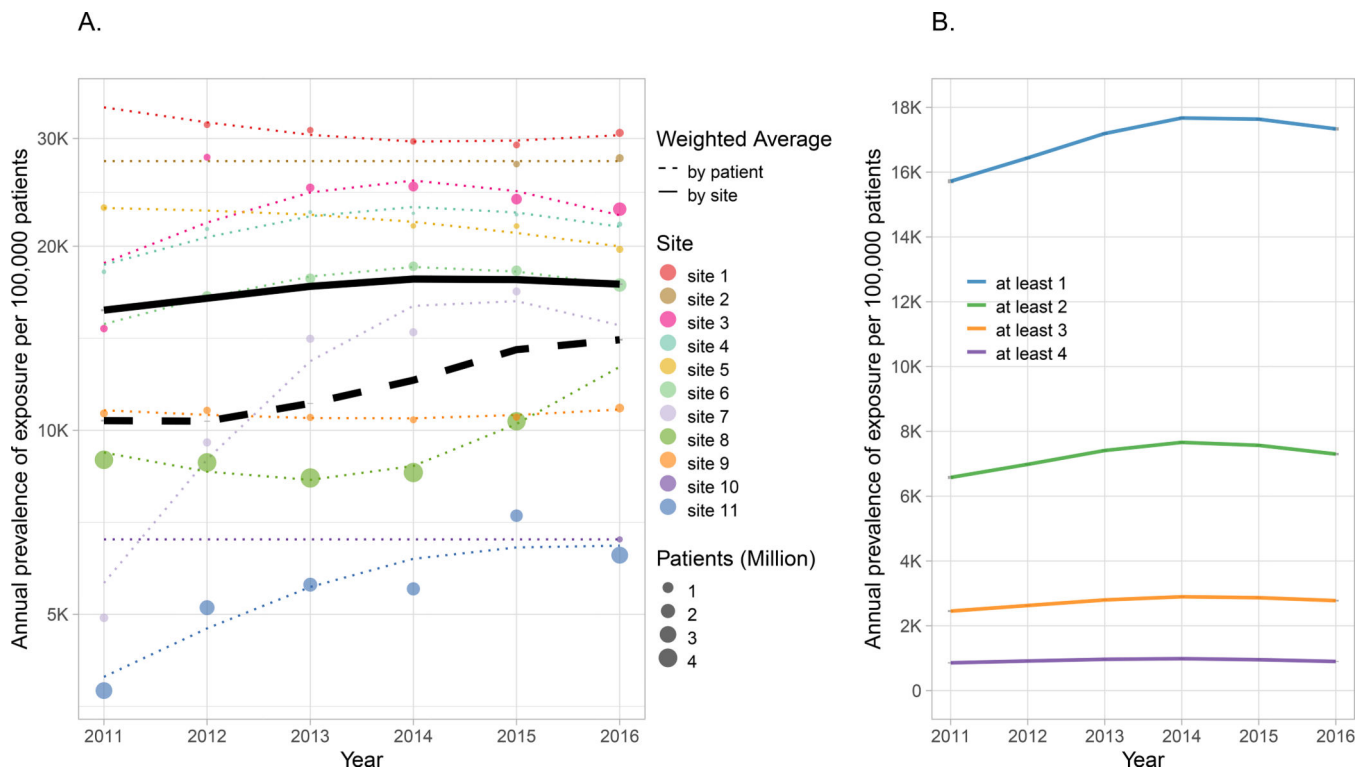 A.
Annual prevalence of exposure per 100,000 patients
30K
20K
10K
5K
2011 2012 2013 2014 2015 2016
Year
Weighted Average
by patient
by site
Site
site 1
site 2
site 3
site 4
site 5
site 6
site 7
site 8
site 9
site 10
site 11
Patients (Million)
1
2
3
4
B.
Annual prevalence of exposure per 100,000 patients
18K
16K
14K
12K
10K
8K
6K
4K
2K
0
at least 1
at least 2
at least 3
at least 4
2011 2012 2013 2014 2015 2016
Year